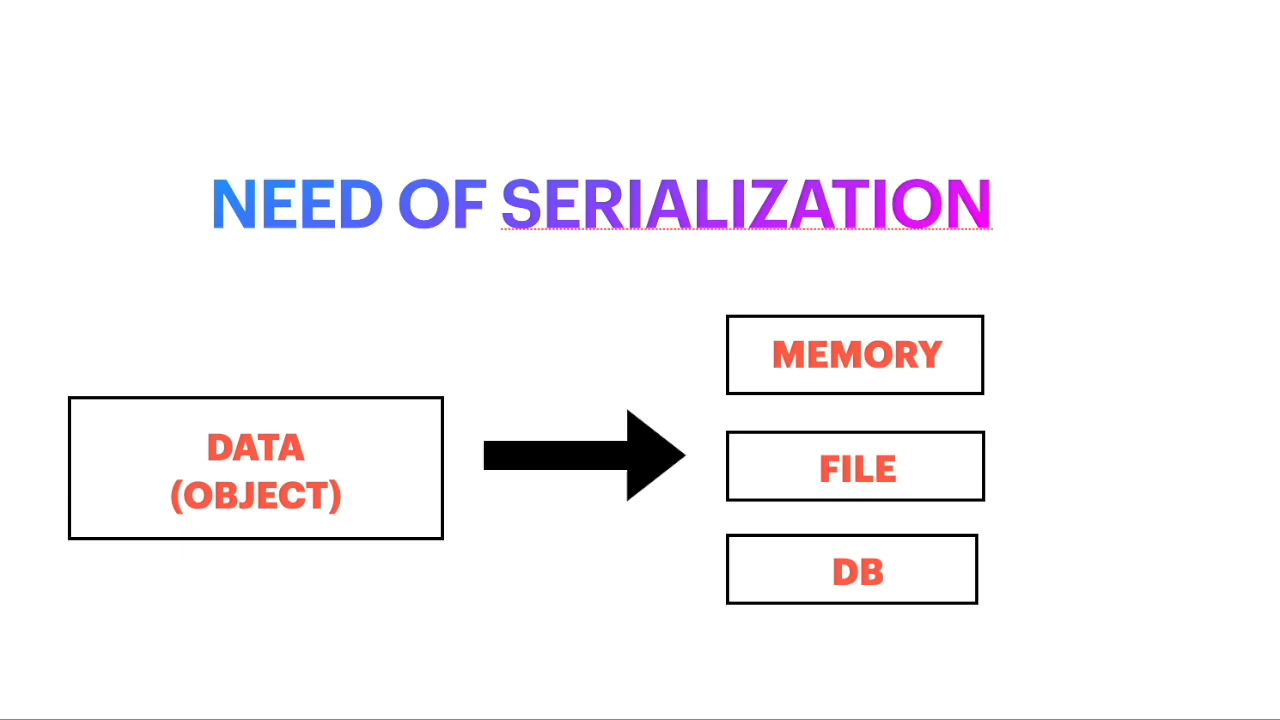 NEED OF SERIALIZATION
DATA
(OBJECT)
MEMORY
FILE
DB